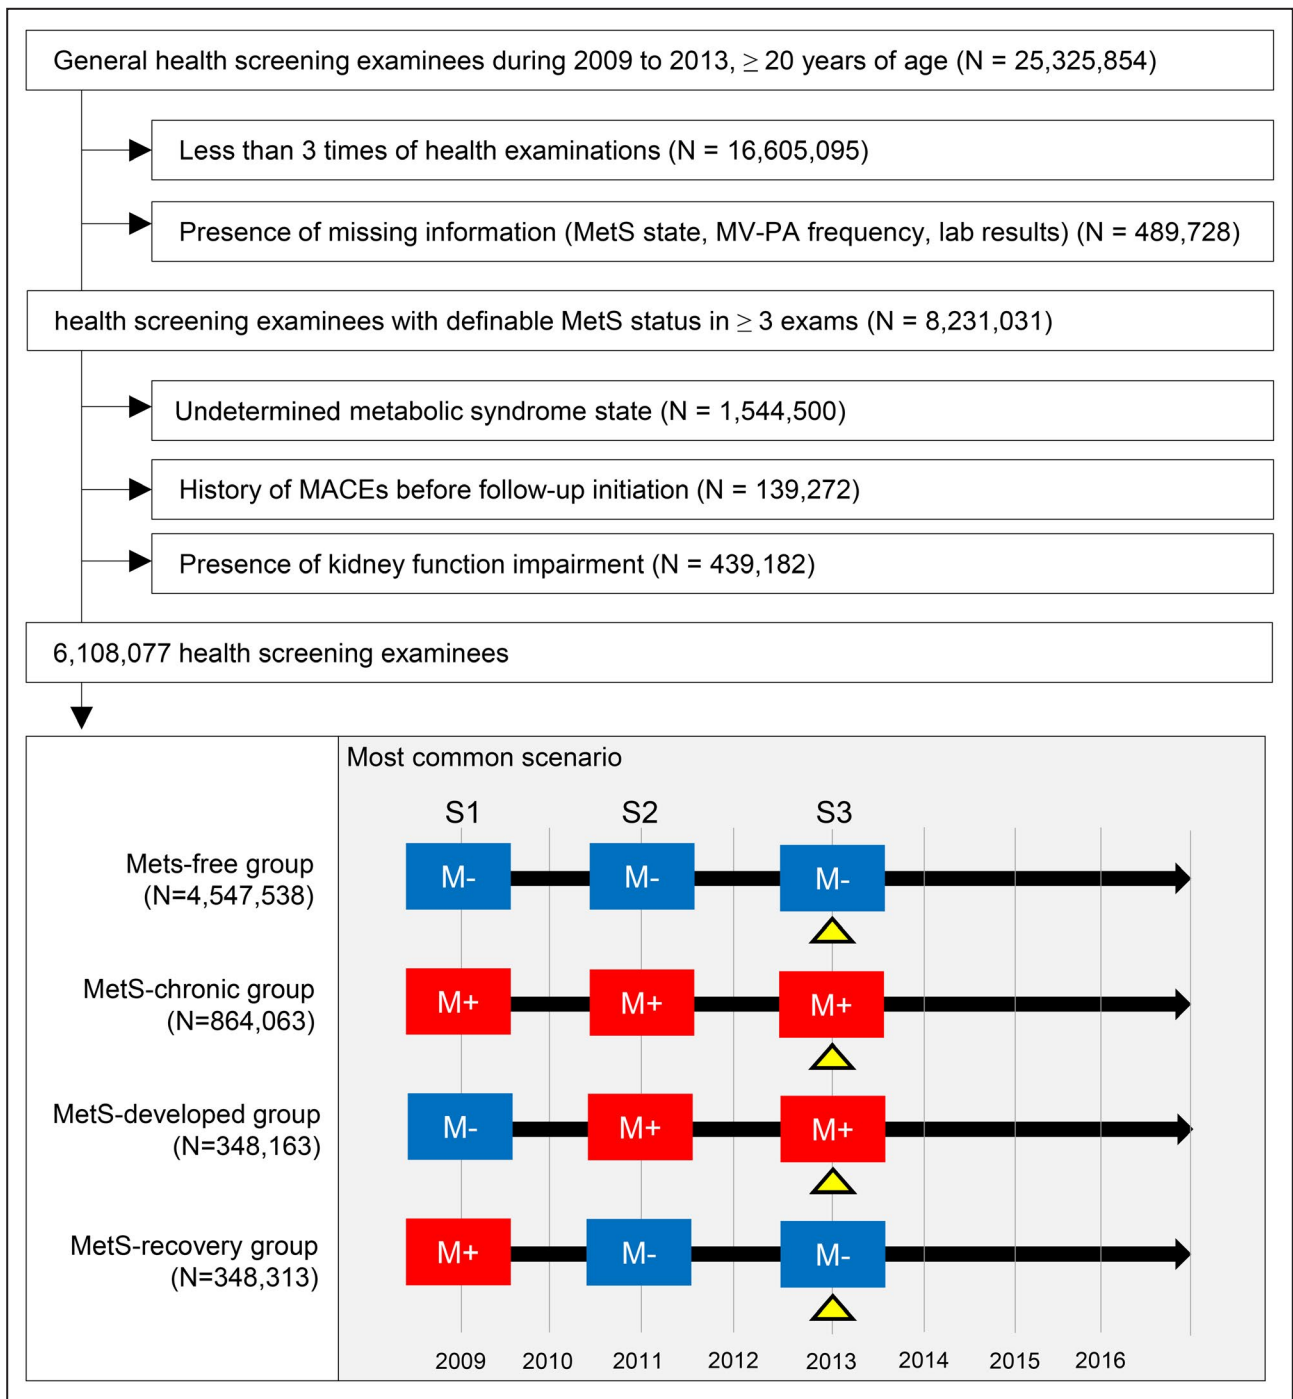 General health screening examinees during 2009 to 2013, ≥ 20 years of age (N = 25,325,854)
Less than 3 times of health examinations (N = 16,605,095)
Presence of missing information (MetS state, MV-PA frequency, lab results) (N = 489,728)
health screening examinees with definable MetS status in ≥ 3 exams (N = 8,231,031)
Undetermined metabolic syndrome state (N = 1,544,500)
History of MACEs before follow-up initiation (N = 139,272)
Presence of kidney function impairment (N = 439,182)
6,108,077 health screening examinees
Most common scenario
S1 S2 S3
Mets-free group
(N=4,547,538)
M- M- M-
MetS-chronic group
(N=864,063)
M+ M+ M+
MetS-developed group
(N=348,163)
M- M+ M+
MetS-recovery group
(N=348,313)
M+ M- M-
2009 2010 2011 2012 2013 2014 2015 2016